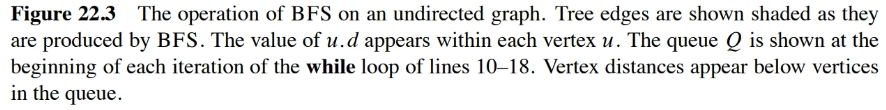 Figure 22.3 The operation of BFS on an undirected graph. Tree edges are shown shaded as they
are produced by BFS. The value of u.d appears within each vertex u. The queue Q is shown at the
beginning of each iteration of the while loop of lines 10–18. Vertex distances appear below vertices
in the queue.